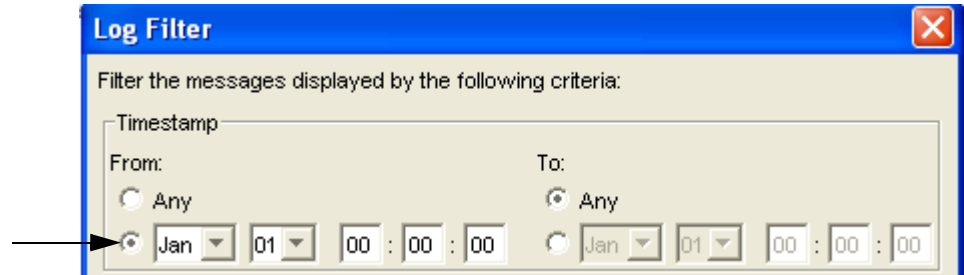 Log Filter
Filter the messages displayed by the following criteria:
Timestamp
From: To:
Any Any
Jan 01 00 : 00 : 00 Jan 01 00 : 00 : 00